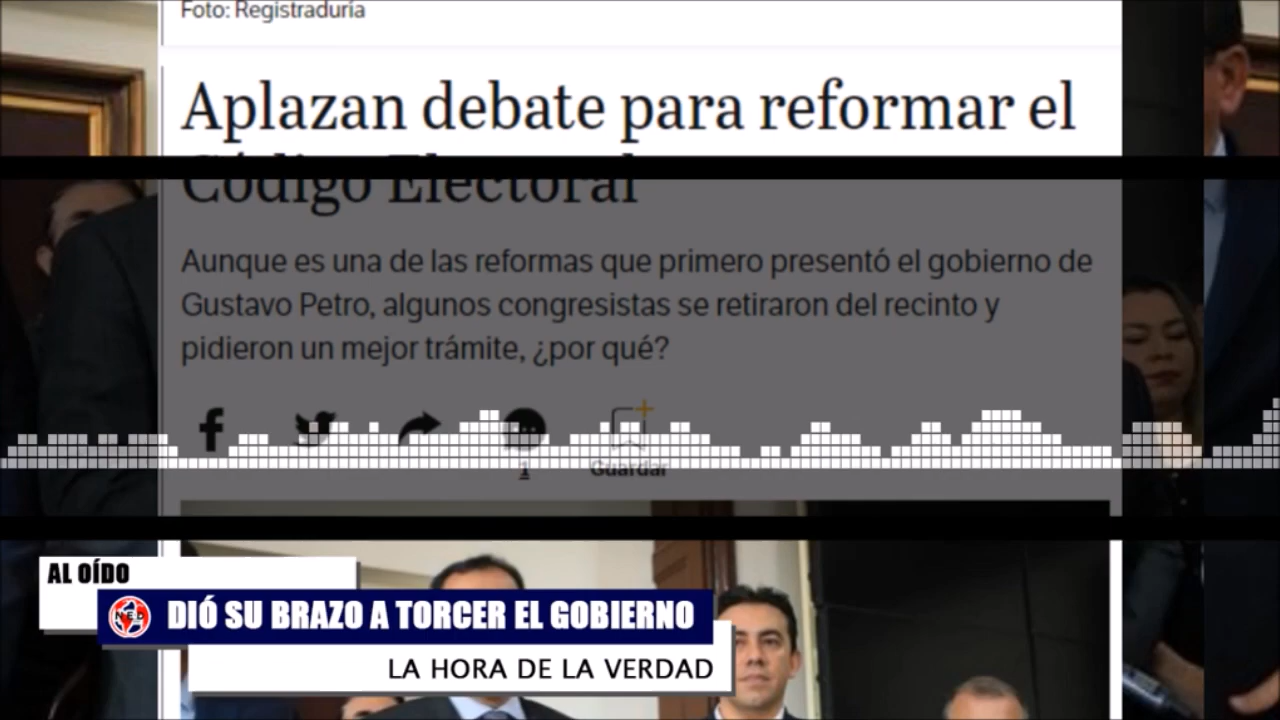 Foto: Registraduría
Aplazan debate para reformar el
Código Electoral
Aunque es una de las reformas que primero presentó el gobierno de
Gustavo Petro, algunos congresistas se retiraron del recinto y
pidieron un mejor trámite, ¿por qué?
1
Guardar
AL OÍDO
DIÓ SU BRAZO A TORCER EL GOBIERNO
LA HORA DE LA VERDAD